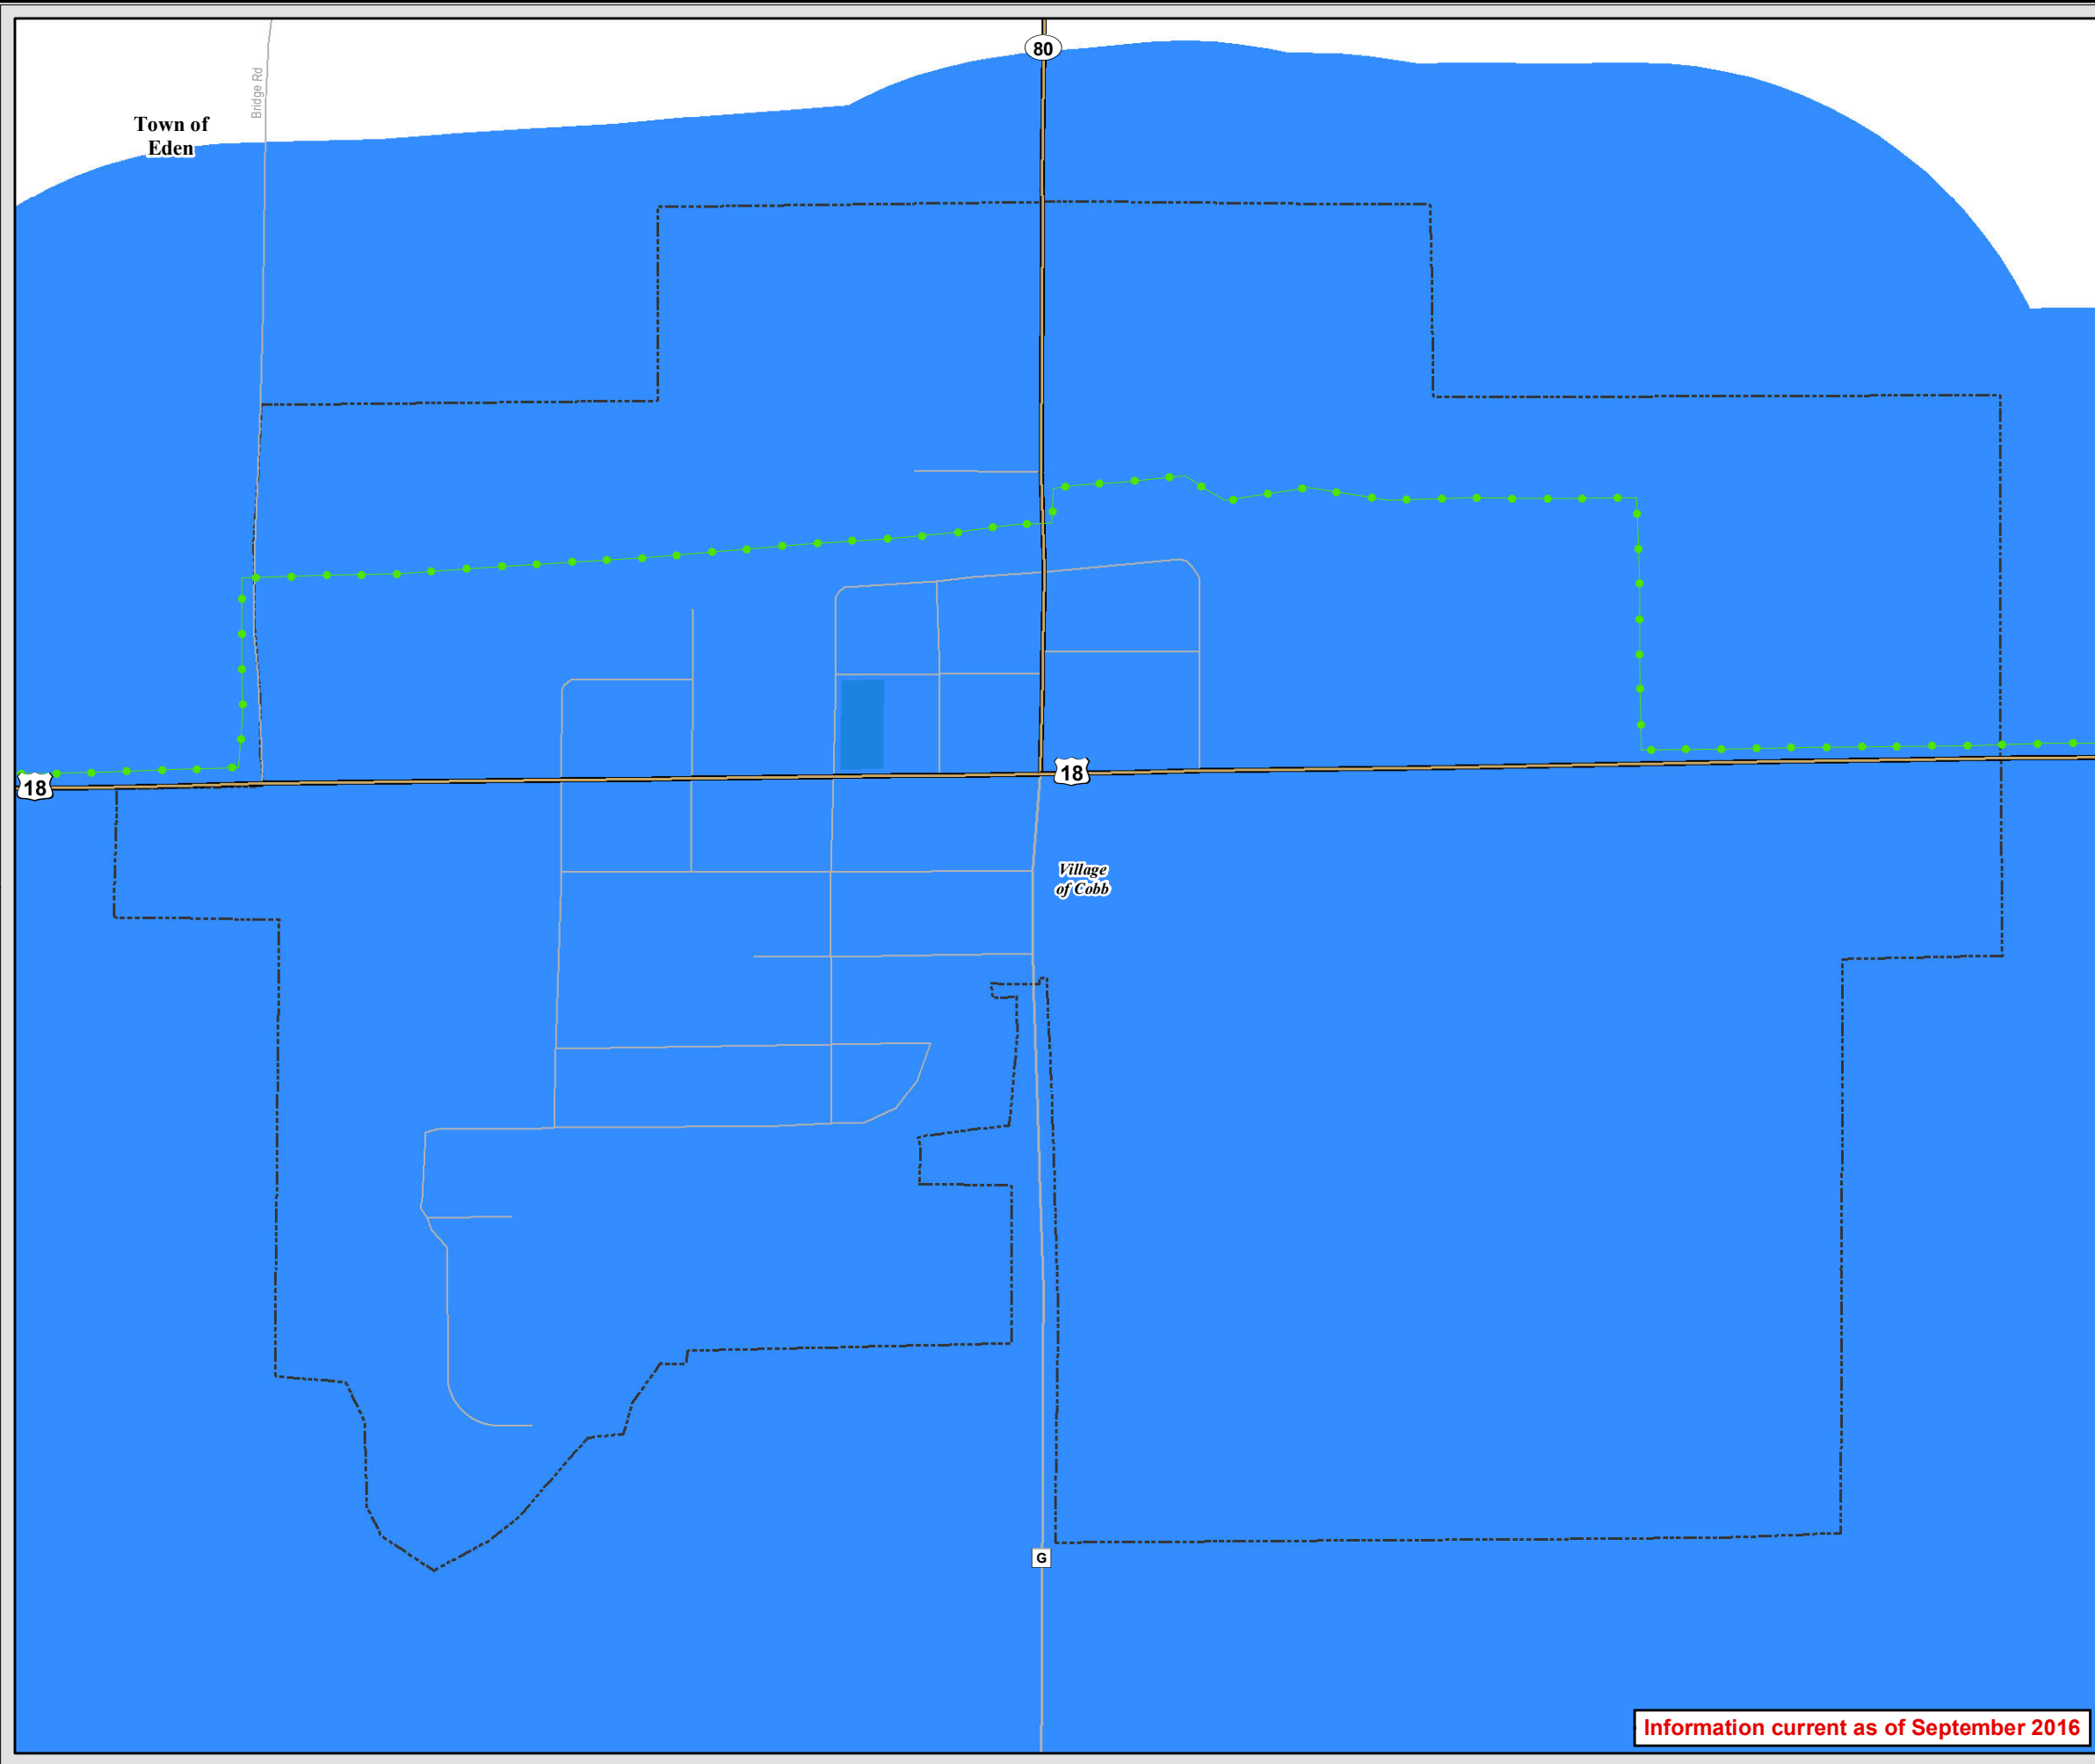 80
Bridge Rd
Town of
Eden
18
18
Village
of Cobb
G
Information current as of September 2016